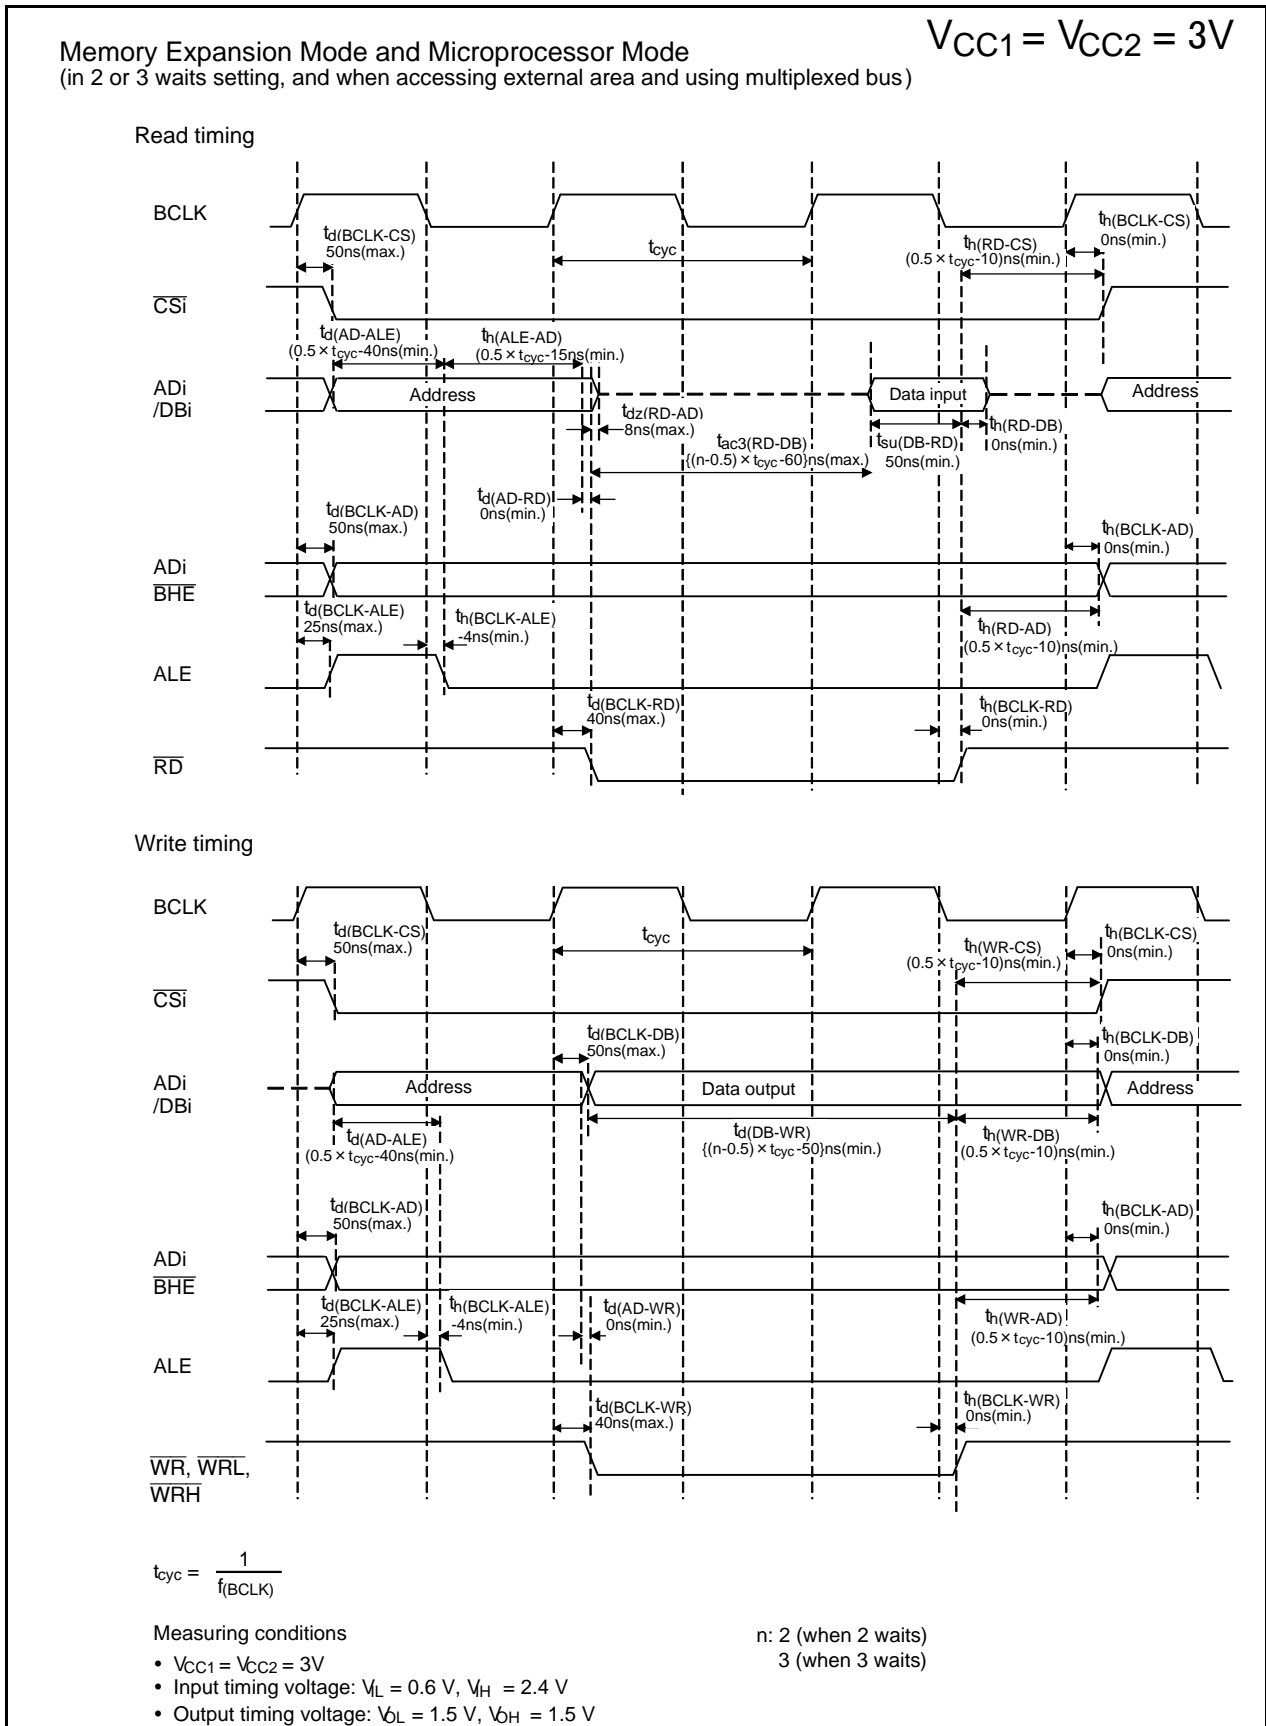 VCC1 = VCC2 = 3V
Memory Expansion Mode and Microprocessor Mode
(in 2 or 3 waits setting, and when accessing external area and using multiplexed bus)
Read timing
BCLK
td(BCLK-CS)
50ns(max.)
tcyc
th(RD-CS)
(0.5 × tcyc-10)ns(min.)
th(BCLK-CS)
0ns(min.)
CSi
td(AD-ALE)
(0.5 × tcyc-40ns(min.
th(ALE-AD)
(0.5 × tcyc-15ns(min.)
ADi
/DBi
Address
Data input
Address
tdz(RD-AD)
8ns(max.)
tac3(RD-DB)
{(n-0.5) × tcyc-60}ns(max.)
tsu(DB-RD)
50ns(min.)
th(RD-DB)
0ns(min.)
td(AD-RD)
0ns(min.)
td(BCLK-AD)
50ns(max.)
th(BCLK-AD)
0ns(min.)
ADi
BHE
td(BCLK-ALE)
25ns(max.)
th(BCLK-ALE)
-4ns(min.)
th(RD-AD)
(0.5 × tcyc-10)ns(min.)
ALE
td(BCLK-RD)
40ns(max.)
th(BCLK-RD)
0ns(min.)
RD
Write timing
BCLK
td(BCLK-CS)
50ns(max.)
tcyc
th(WR-CS)
(0.5 × tcyc-10)ns(min.)
th(BCLK-CS)
0ns(min.)
CSi
td(BCLK-DB)
50ns(max.)
th(BCLK-DB)
0ns(min.)
ADi
/DBi
Address
Data output
Address
td(AD-ALE)
(0.5 × tcyc-40ns(min.)
td(DB-WR)
{(n-0.5) × tcyc-50}ns(min.)
th(WR-DB)
(0.5 × tcyc-10)ns(min.)
td(BCLK-AD)
50ns(max.)
th(BCLK-AD)
0ns(min.)
ADi
BHE
td(BCLK-ALE)
25ns(max.)
th(BCLK-ALE)
-4ns(min.)
td(AD-WR)
0ns(min.)
th(WR-AD)
(0.5 × tcyc-10)ns(min.)
ALE
td(BCLK-WR)
40ns(max.)
th(BCLK-WR)
0ns(min.)
WR, WRL,
WRH
tcyc = 1
f(BCLK)
Measuring conditions
• VCC1 = VCC2 = 3V
• Input timing voltage: VIL = 0.6 V, VIH = 2.4 V
• Output timing voltage: VOL = 1.5 V, VOH = 1.5 V
n: 2 (when 2 waits)
3 (when 3 waits)